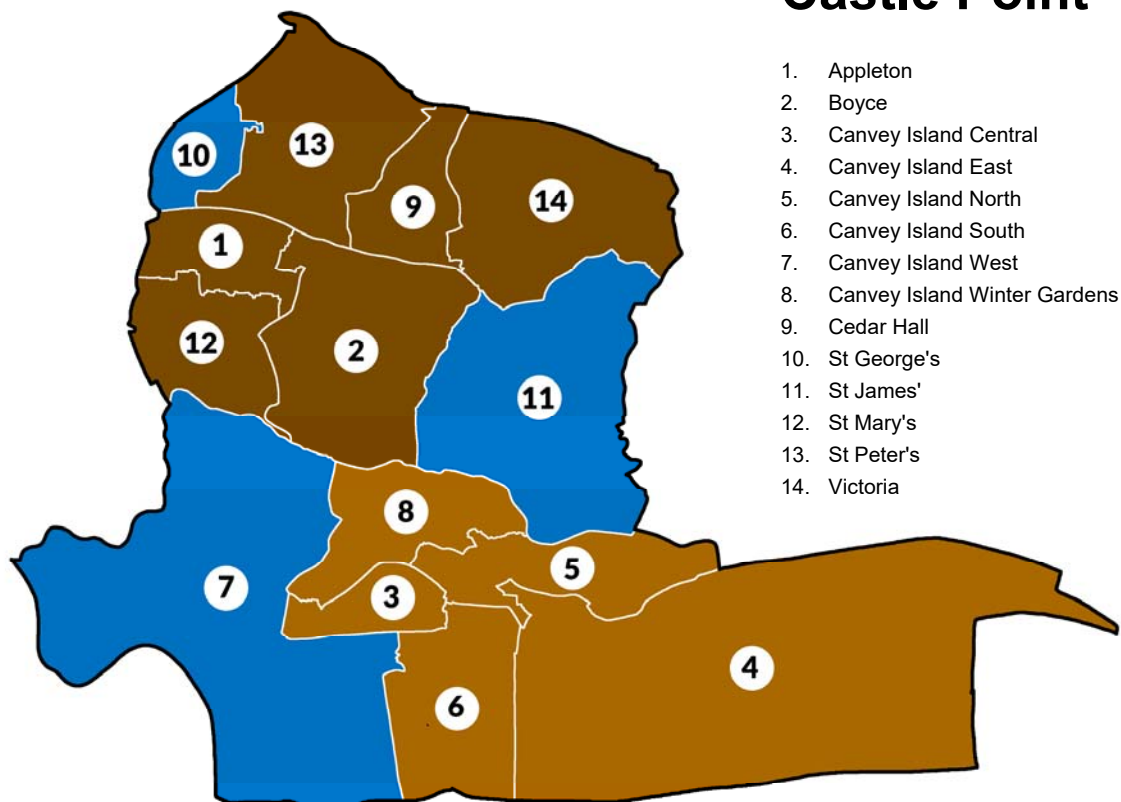 Castle Point
1. Appleton
2. Boyce
3. Canvey Island Central
4. Canvey Island East
5. Canvey Island North
6. Canvey Island South
7. Canvey Island West
8. Canvey Island Winter Gardens
9. Cedar Hall
10. St George's
11. St James'
12. St Mary's
13. St Peter's
14. Victoria
13
10
14
9
1
12
2
11
8
5
7
3
4
6